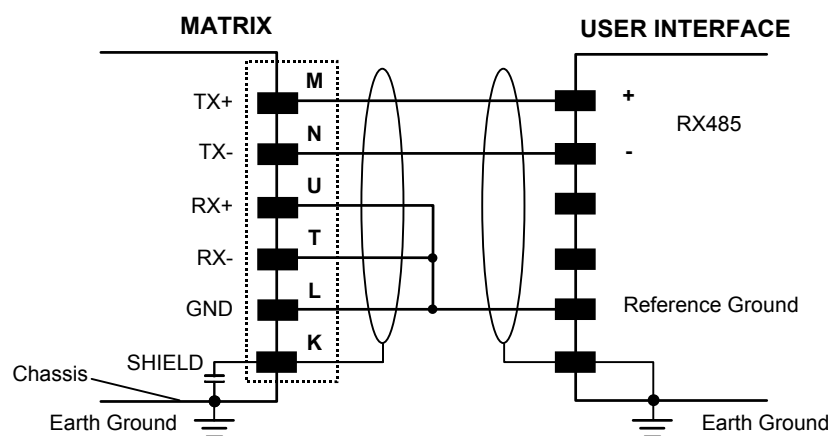 MATRIX
USER INTERFACE
M
TX+
+
RX485
N
TX-
-
U
RX+
T
RX-
L
GND
Reference Ground
K
SHIELD
Chassis
Earth Ground
Earth Ground